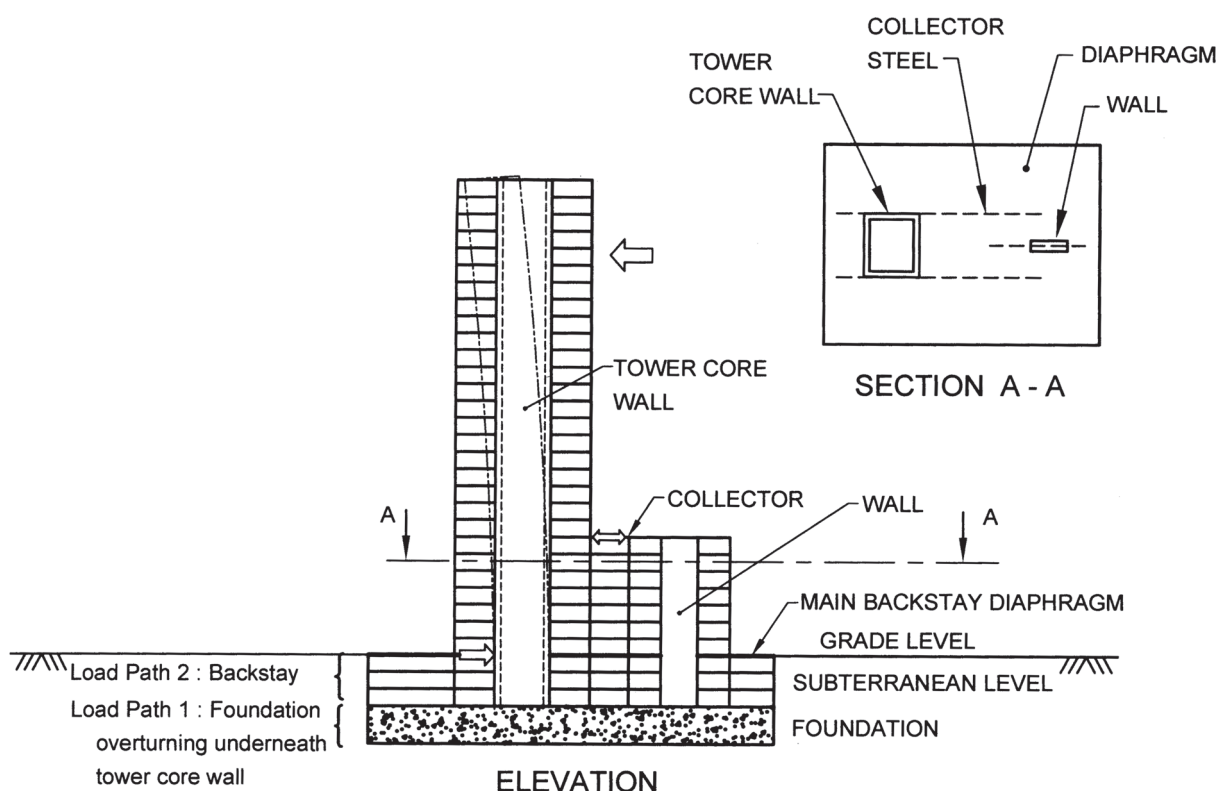 COLLECTOR
STEEL
DIAPHRAGM
TOWER
CORE WALL
WALL
SECTION A - A
TOWER CORE
WALL
COLLECTOR
WALL
A
A
MAIN BACKSTAY DIAPHRAGM
GRADE LEVEL
Load Path 2 : Backstay
SUBTERRANEAN LEVEL
Load Path 1 : Foundation
overturning underneath
tower core wall
FOUNDATION
ELEVATION